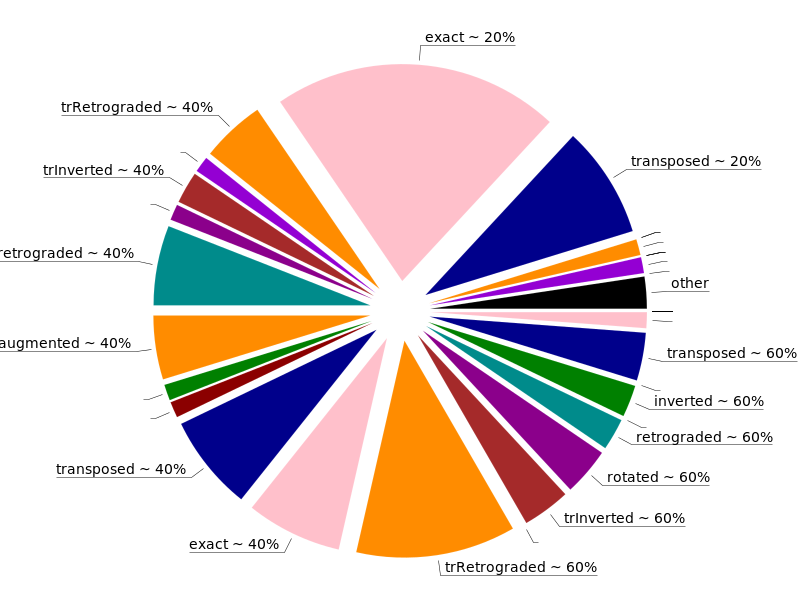 exact ~ 20%
trRetrograded ~ 40%
transposed ~ 20%
trInverted ~ 40%
retrograded ~ 40%
other
augmented ~ 40%
transposed ~ 60%
inverted ~ 60%
retrograded ~ 60%
transposed ~ 40%
rotated ~ 60%
trInverted ~ 60%
exact ~ 40%
trRetrograded ~ 60%